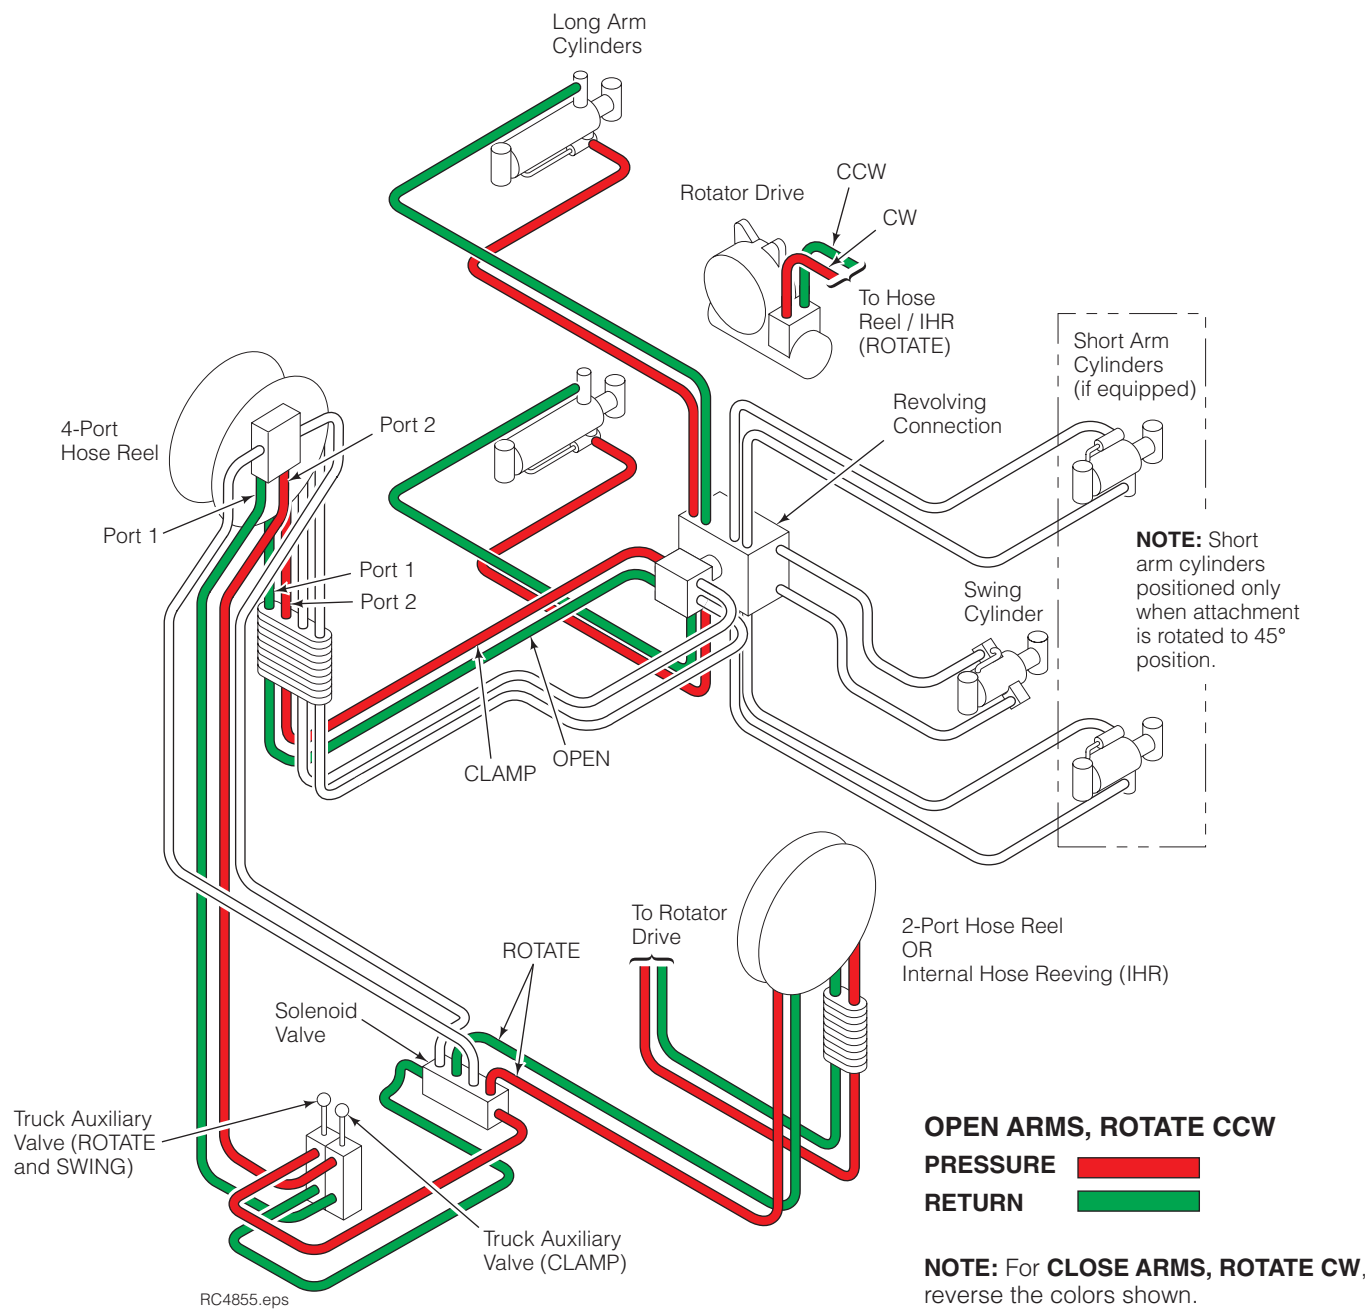 Long Arm
Cylinders
CCW
Rotator Drive
CW
To Hose
Reel / IHR
(ROTATE)
Short Arm
Cylinders
(if equipped)
Revolving
Connection
4-Port
Hose Reel
Port 2
Port 1
NOTE: Short
arm cylinders
positioned only
when attachment
is rotated to 45°
position.
Port 1
Port 2
Swing
Cylinder
CLAMP
OPEN
To Rotator
Drive
2-Port Hose Reel
OR
Internal Hose Reeving (IHR)
ROTATE
Solenoid
Valve
Truck Auxiliary
Valve (ROTATE
and SWING)
Truck Auxiliary
Valve (CLAMP)
OPEN ARMS, ROTATE CCW
PRESSURE
RETURN
NOTE: For CLOSE ARMS, ROTATE CW,
reverse the colors shown.
RC4855.eps